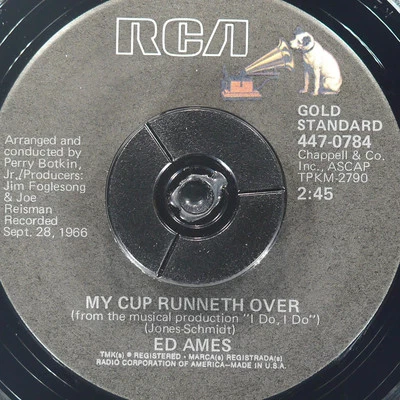 RCA
GOLD
STANDARD
447-0784
Chappell & Co.
Inc., ASCAP
TPKM-2790
2:45
Arranged and
conducted by
Perry Botkin,
Jr./Producers:
Jim Foglesong
& Joe
Reisman
Recorded
Sept. 28, 1966
MY CUP RUNNETH OVER
(from the musical production "I Do, I Do")
(Jones-Schmidt)
ED AMES
TMK(s) ® REGISTERED • MARCA(s) REGISTRADA(s)
RADIO CORPORATION OF AMERICA—MADE IN U.S.A.